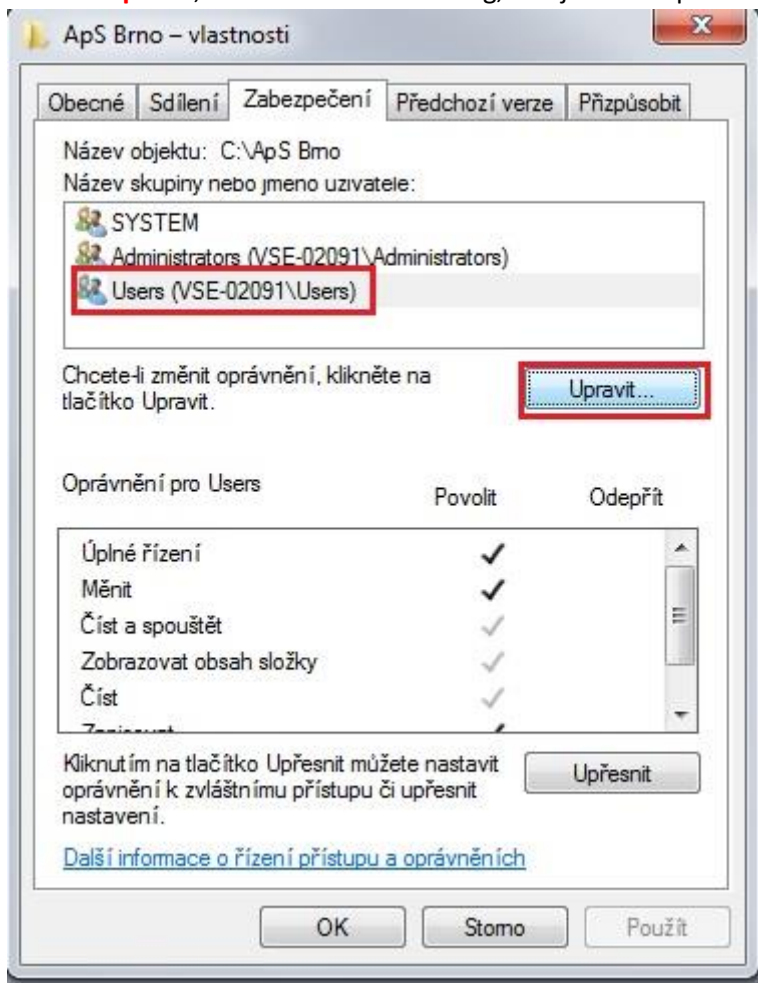 ApS Brno – vlastnosti
Obecné Sdílení Zabezpečení Předchozí verze Přizpůsobit
Název objektu: C:\ApS Brno
Název skupiny nebo jmeno uzivatele:
SYSTEM
Administrators (VSE-02091\Administrators)
Users (VSE-02091\Users)
Chcete-li změnit oprávnění, klikněte na
tlačítko Upravit.
Upravit...
Oprávnění pro Users Povolit Odepřít
Úplné řízení
Měnit
Číst a spouštět
Zobrazovat obsah složky
Číst
Zapisovat
Kliknutím na tlačítko Upřesnit můžete nastavit
oprávnění k zvláštnímu přístupu či upřesnit
nastavení.
Upřesnit
Další informace o řízení přístupu a oprávněních
OK Storno Použít